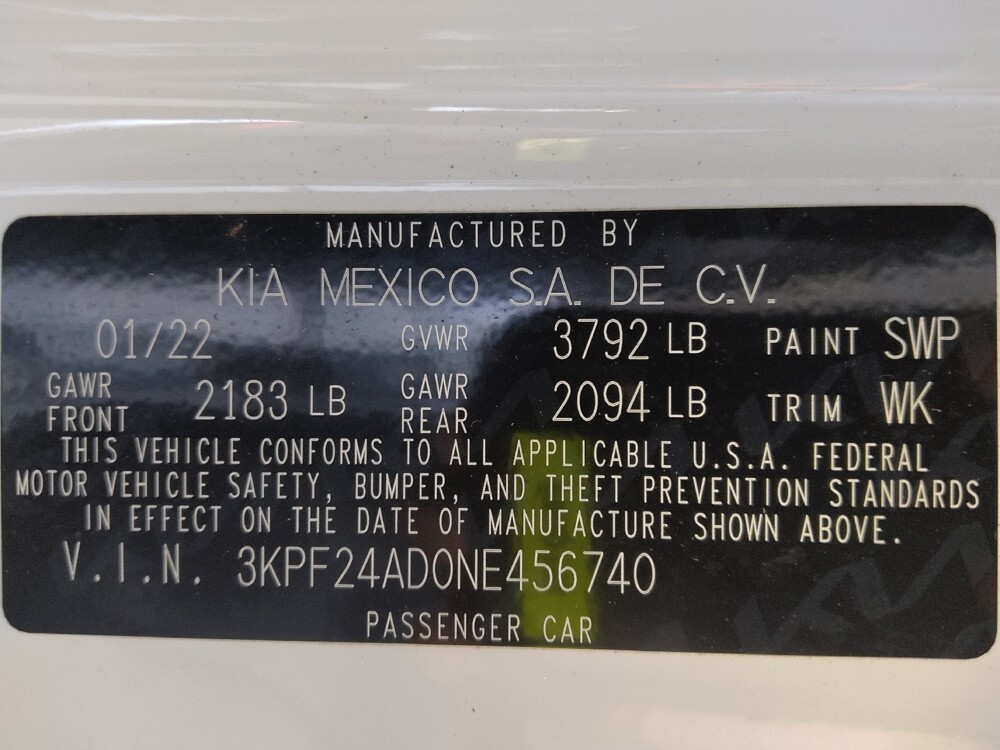 MANUFACTURED BY
KIA MEXICO S.A. DE C.V.
01/22 GVWR 3792 LB PAINT SWP
GAWR FRONT 2183 LB GAWR REAR 2094 LB TRIM WK
THIS VEHICLE CONFORMS TO ALL APPLICABLE U.S.A. FEDERAL
MOTOR VEHICLE SAFETY, BUMPER, AND THEFT PREVENTION STANDARDS
IN EFFECT ON THE DATE OF MANUFACTURE SHOWN ABOVE.
V.I.N. 3KPF24AD0NE456740
PASSENGER CAR